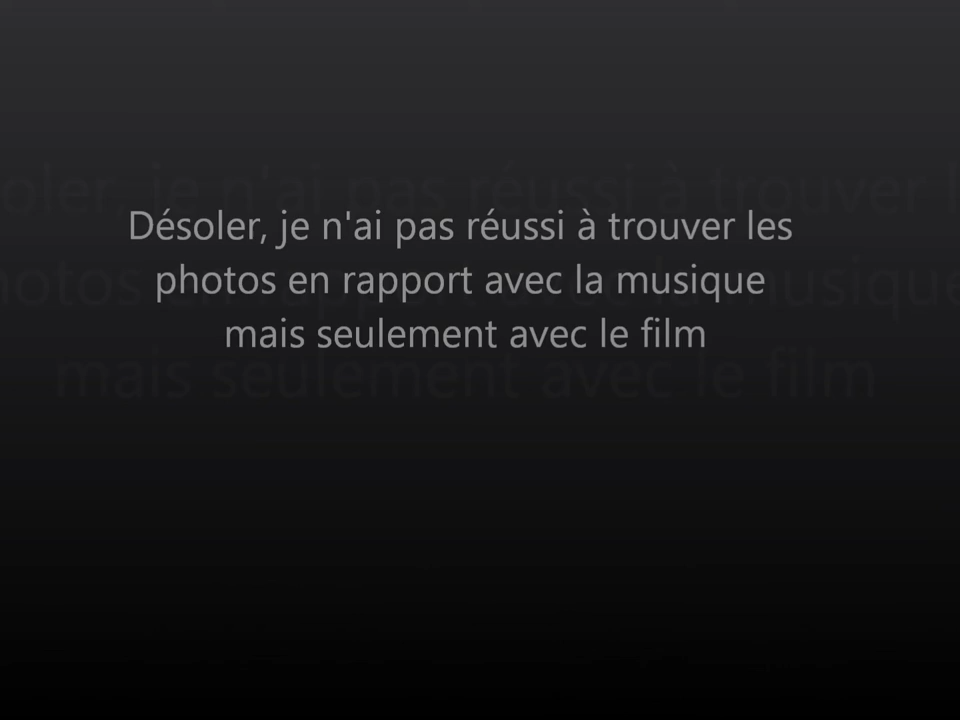 Désoler, je n'ai pas réussi à trouver les
photos en rapport avec la musique
mais seulement avec le film